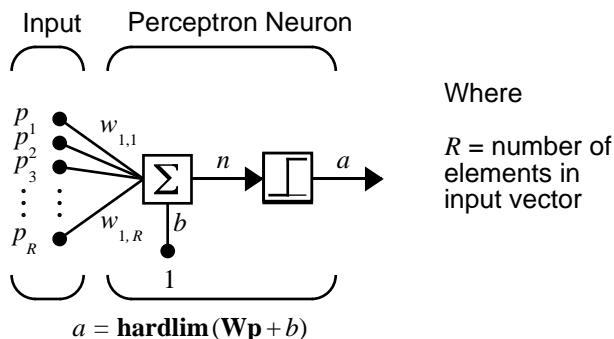 Input Perceptron Neuron
Where
p1
w1,1
p2
p3
n
a
R = number of
elements in
input vector
Σ
b
pR
w1,R
1
a = hardlim(Wp + b)